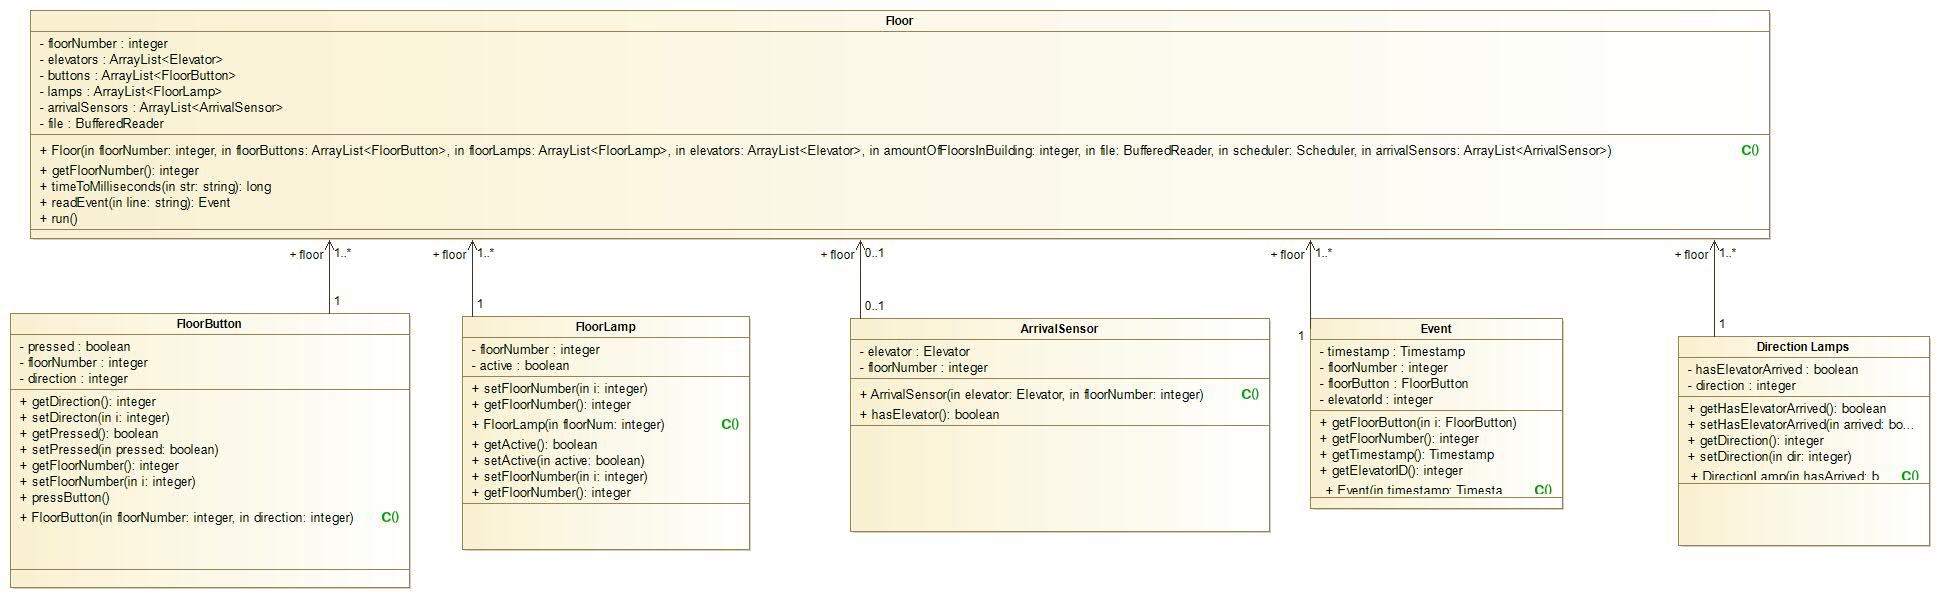 Floor
- floorNumber : integer
- elevators : ArrayList<Elevator>
- buttons : ArrayList<FloorButton>
- lamps : ArrayList<FloorLamp>
- arrivalSensors : ArrayList<ArrivalSensor>
- file : BufferedReader
+ Floor(in floorNumber: integer, in floorButtons: ArrayList<FloorButton>, in floorLamps: ArrayList<FloorLamp>, in elevators: ArrayList<Elevator>, in amountOfFloorsInBuilding: integer, in file: BufferedReader, in scheduler: Scheduler, in arrivalSensors: ArrayList<ArrivalSensor>) C()
+ getFloorNumber(): integer
+ timeToMilliseconds(in str: string): long
+ readEvent(in line: string): Event
+ run()
+ floor 1..*
1
+ floor 1..*
1
+ floor 0..1
0..1
+ floor 1..*
1
+ floor 1..*
1
FloorButton
- pressed : boolean
- floorNumber : integer
- direction : integer
+ getDirection(): integer
+ setDirecton(in i: integer)
+ getPressed(): boolean
+ setPressed(in pressed: boolean)
+ getFloorNumber(): integer
+ setFloorNumber(in i: integer)
+ pressButton()
+ FloorButton(in floorNumber: integer, in direction: integer) C()
FloorLamp
- floorNumber : integer
- active : boolean
+ setFloorNumber(in i: integer)
+ getFloorNumber(): integer
+ FloorLamp(in floorNum: integer) C()
+ getActive(): boolean
+ setActive(in active: boolean)
+ setFloorNumber(in i: integer)
+ getFloorNumber(): integer
ArrivalSensor
- elevator : Elevator
- floorNumber : integer
+ ArrivalSensor(in elevator: Elevator, in floorNumber: integer) C()
+ hasElevator(): boolean
Event
- timestamp : Timestamp
- floorNumber : integer
- floorButton : FloorButton
- elevatorId : integer
+ getFloorButton(in i: FloorButton)
+ getFloorNumber(): integer
+ getTimestamp(): Timestamp
+ getElevatorID(): integer
+ Event(in timestamp: Timesta C()
Direction Lamps
- hasElevatorArrived : boolean
- direction : integer
+ getHasElevatorArrived(): boolean
+ setHasElevatorArrived(in arrived: bo...
+ getDirection(): integer
+ setDirection(in dir: integer)
+ DirectionLamp(in hasArrived: b C()